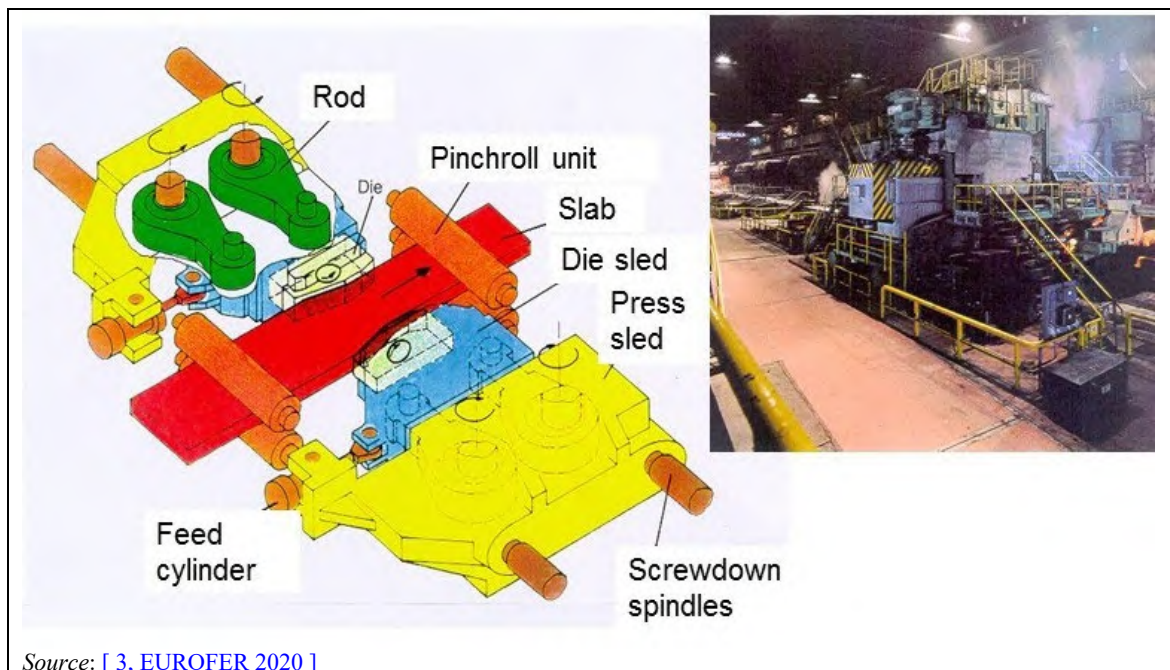 Rod
Pinchroll unit
Die
Slab
Die sled
Press
sled
Feed
cylinder
Screwdown
spindles
Source: [ 3, EUROFER 2020 ]